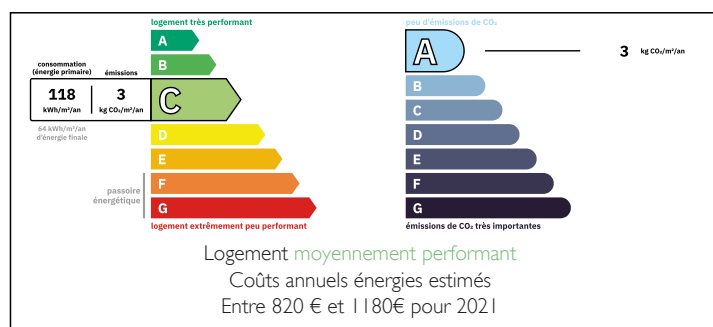 logement très performant
A
B
consommation
(énergie primaire)
émissions
118
kWh/m²/an
3
kg CO₂/m²/an
C
64 kWh/m²/an
d'énergie finale
D
E
F
G
passoire
énergétique
logement extrêmement peu performant
peu d'émissions de CO₂
A
3 kg CO₂/m²/an
B
C
D
E
F
G
émissions de CO₂ très importantes
Logement moyennement performant
Coûts annuels énergies estimés
Entre 820 € et 1180€ pour 2021